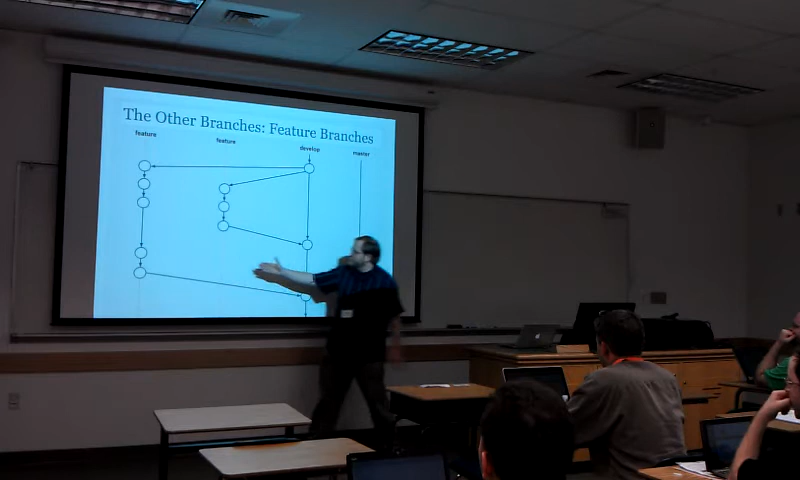 The Other Branches: Feature Branches
feature
feature
develop
master